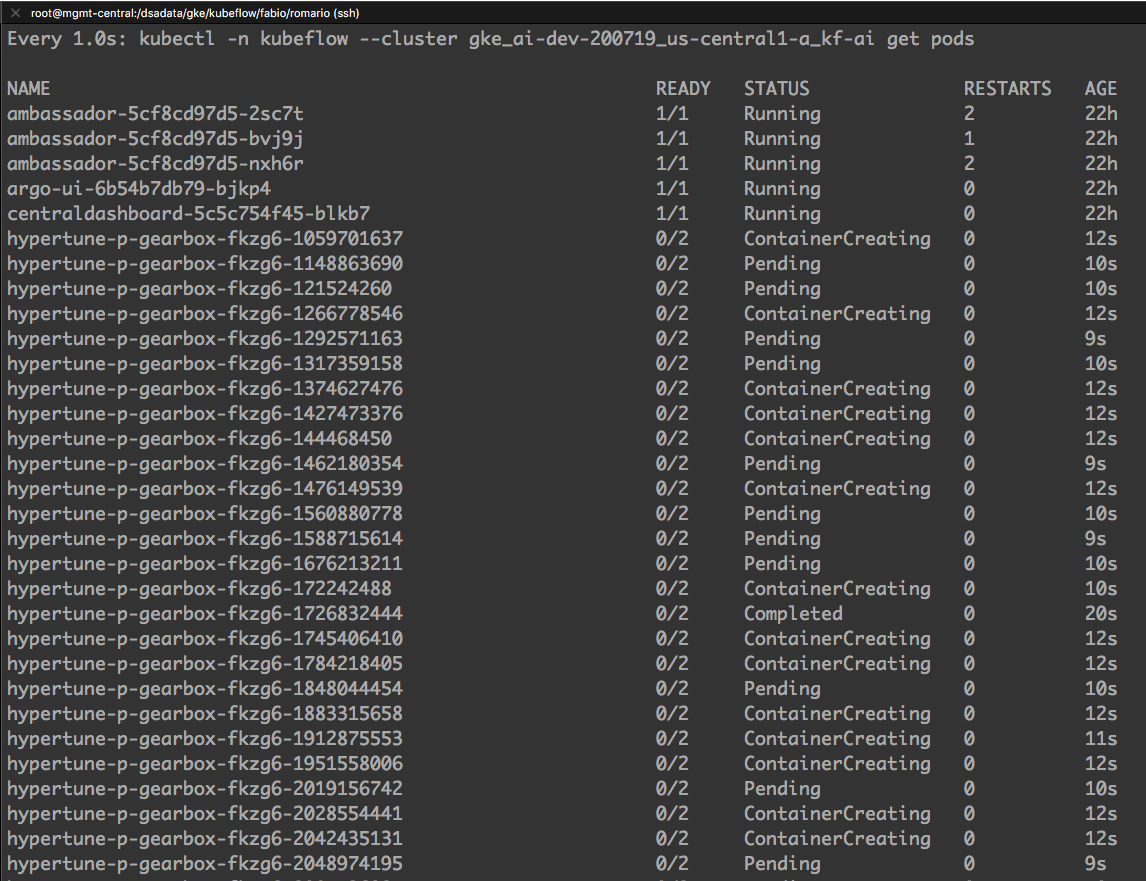 root@mgmt-central:/dsadata/gke/kubeflow/fabio/romario (ssh)
Every 1.0s: kubectl -n kubeflow --cluster gke_ai-dev-200719_us-central1-a_kf-ai get pods
NAME READY STATUS RESTARTS AGE
ambassador-5cf8cd97d5-2sc7t 1/1 Running 2 22h
ambassador-5cf8cd97d5-bvj9j 1/1 Running 1 22h
ambassador-5cf8cd97d5-nxh6r 1/1 Running 2 22h
argo-ui-6b54b7db79-bjkp4 1/1 Running 0 22h
centraldashboard-5c5c754f45-blkb7 1/1 Running 0 22h
hypertune-p-gearbox-fkzg6-1059701637 0/2 ContainerCreating 0 12s
hypertune-p-gearbox-fkzg6-1148863690 0/2 Pending 0 10s
hypertune-p-gearbox-fkzg6-121524260 0/2 Pending 0 10s
hypertune-p-gearbox-fkzg6-1266778546 0/2 ContainerCreating 0 12s
hypertune-p-gearbox-fkzg6-1292571163 0/2 Pending 0 9s
hypertune-p-gearbox-fkzg6-1317359158 0/2 Pending 0 10s
hypertune-p-gearbox-fkzg6-1374627476 0/2 ContainerCreating 0 12s
hypertune-p-gearbox-fkzg6-1427473376 0/2 ContainerCreating 0 12s
hypertune-p-gearbox-fkzg6-144468450 0/2 ContainerCreating 0 12s
hypertune-p-gearbox-fkzg6-1462180354 0/2 Pending 0 9s
hypertune-p-gearbox-fkzg6-1476149539 0/2 ContainerCreating 0 12s
hypertune-p-gearbox-fkzg6-1560880778 0/2 Pending 0 10s
hypertune-p-gearbox-fkzg6-1588715614 0/2 Pending 0 9s
hypertune-p-gearbox-fkzg6-1676213211 0/2 Pending 0 10s
hypertune-p-gearbox-fkzg6-172242488 0/2 ContainerCreating 0 10s
hypertune-p-gearbox-fkzg6-1726832444 0/2 Completed 0 20s
hypertune-p-gearbox-fkzg6-1745406410 0/2 ContainerCreating 0 12s
hypertune-p-gearbox-fkzg6-1784218405 0/2 ContainerCreating 0 12s
hypertune-p-gearbox-fkzg6-1848044454 0/2 Pending 0 10s
hypertune-p-gearbox-fkzg6-1883315658 0/2 ContainerCreating 0 12s
hypertune-p-gearbox-fkzg6-1912875553 0/2 ContainerCreating 0 11s
hypertune-p-gearbox-fkzg6-1951558006 0/2 ContainerCreating 0 12s
hypertune-p-gearbox-fkzg6-2019156742 0/2 Pending 0 10s
hypertune-p-gearbox-fkzg6-2028554441 0/2 ContainerCreating 0 12s
hypertune-p-gearbox-fkzg6-2042435131 0/2 ContainerCreating 0 12s
hypertune-p-gearbox-fkzg6-2048974195 0/2 Pending 0 9s